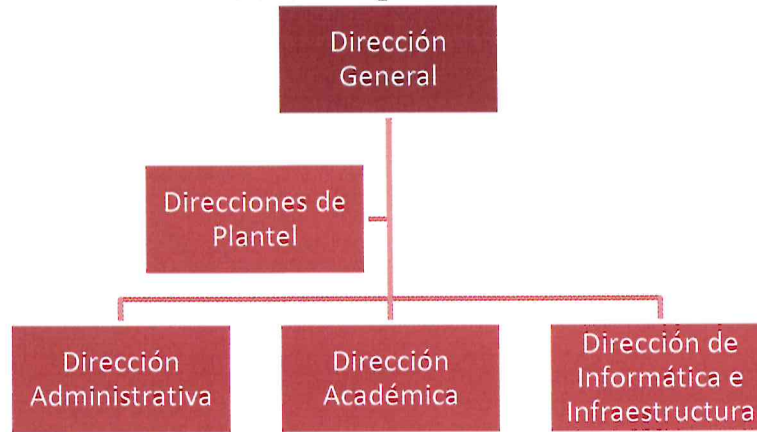 Dirección
General
Direcciones de
Plantel
Dirección
Administrativa
Dirección
Académica
Dirección de
Informática e
Infraestructura